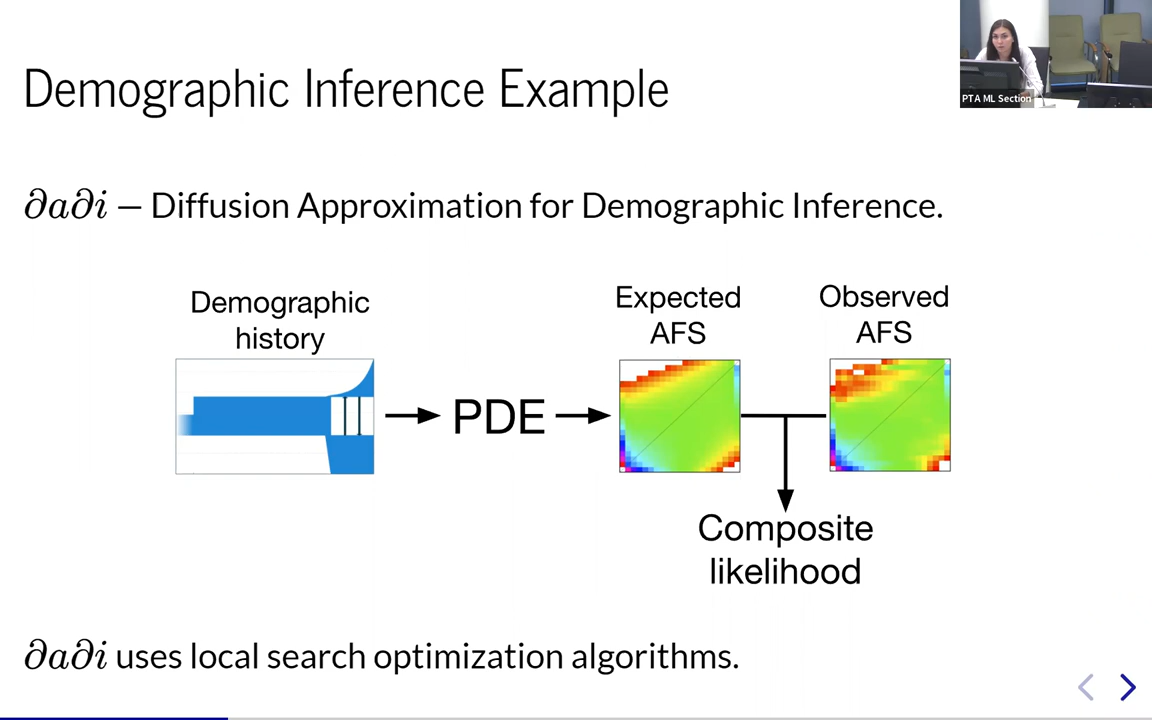 PTA ML Section
Demographic Inference Example
∂a∂i – Diffusion Approximation for Demographic Inference.
Demographic
history
PDE
Expected
AFS
Observed
AFS
Composite
likelihood
∂a∂i uses local search optimization algorithms.